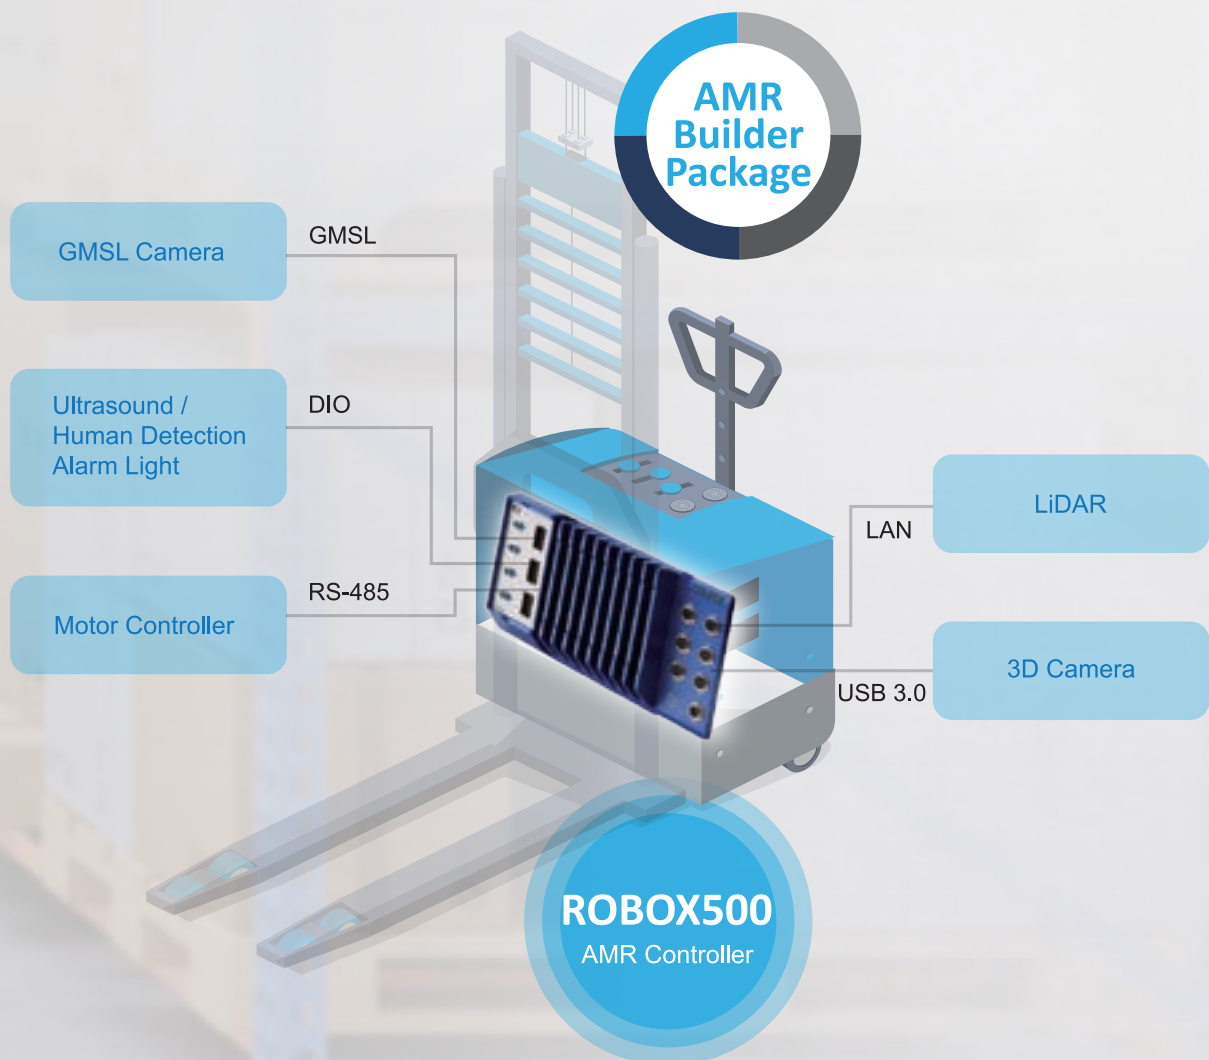 AMR
Builder
Package
GMSL Camera
GMSL
Ultrasound /
Human Detection
Alarm Light
DIO
Motor Controller
RS-485
LiDAR
LAN
3D Camera
USB 3.0
ROBOX500
AMR Controller